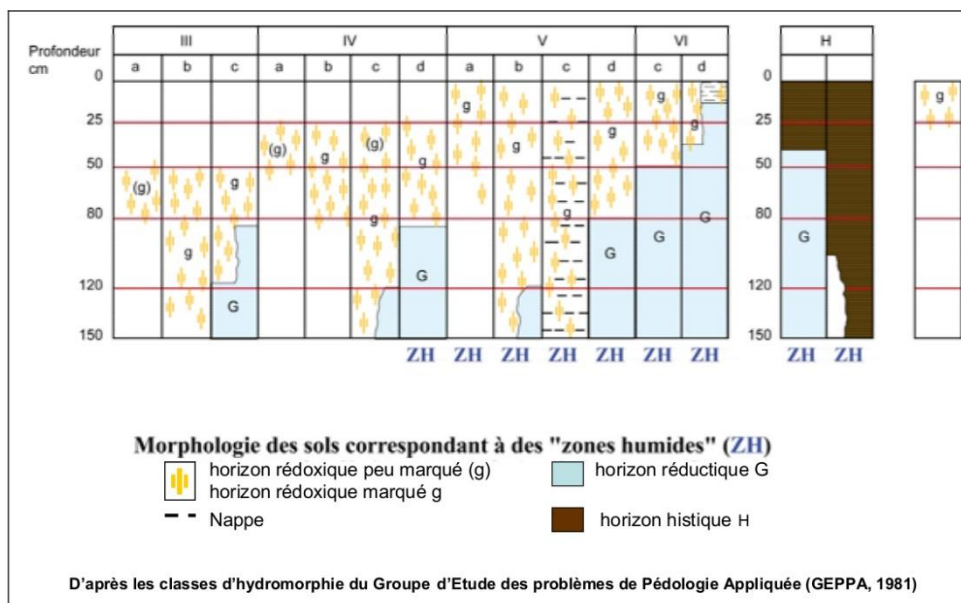 III IV V VI H
Profondeur
cm
a b c a b c d a b c d c d
0 0
g g g
25 25
(g) g (g) g g g g
50 50
(g) g g
80 80
g g g G G G G G
120 120
G
150 150
ZH ZH ZH ZH ZH ZH ZH ZH ZH
Morphologie des sols correspondant à des "zones humides" (ZH)
horizon rédoxique peu marqué (g) horizon réductique G
horizon rédoxique marqué g
Nappe horizon histique H
D'après les classes d'hydromorphie du Groupe d'Etude des problèmes de Pédologie Appliquée (GEPPA, 1981)